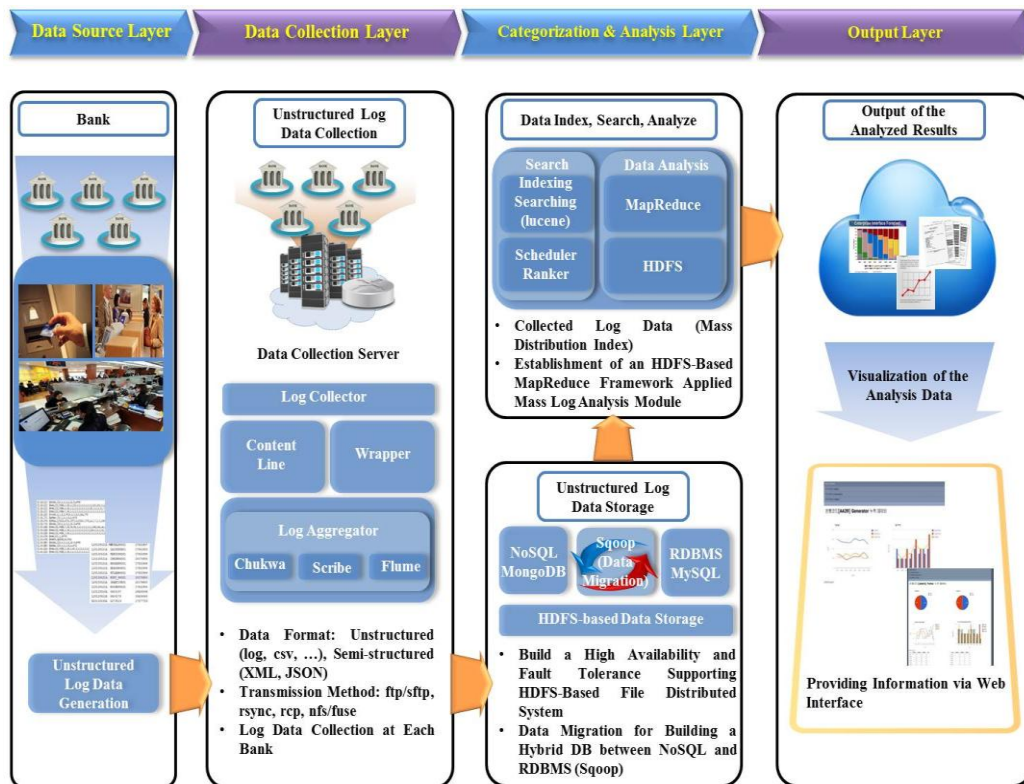 Data Source Layer
Data Collection Layer
Categorization & Analysis Layer
Output Layer
Bank
Unstructured
Log Data
Generation
Unstructured Log
Data Collection
Data Collection Server
Log Collector
Content
Line
Wrapper
Log Aggregator
Chukwa
Scribe
Flume
• Data Format: Unstructured
(log, csv, …), Semi-structured
(XML, JSON)
• Transmission Method: ftp/sftp,
rsync, rcp, nfs/fuse
• Log Data Collection at Each
Bank
Data Index, Search, Analyze
Search
Indexing
Searching
(lucene)
Scheduler
Ranker
Data Analysis
MapReduce
HDFS
• Collected Log Data (Mass
Distribution Index)
• Establishment of an HDFS-Based
MapReduce Framework Applied
Mass Log Analysis Module
Unstructured Log
Data Storage
NoSQL
MongoDB
Sqoop
(Data
Migration)
RDBMS
MySQL
HDFS-based Data Storage
• Build a High Availability and
Fault Tolerance Supporting
HDFS-Based File Distributed
System
• Data Migration for Building a
Hybrid DB between NoSQL and
RDBMS (Sqoop)
Output of the
Analyzed Results
Visualization of the
Analysis Data
Providing Information via Web
Interface